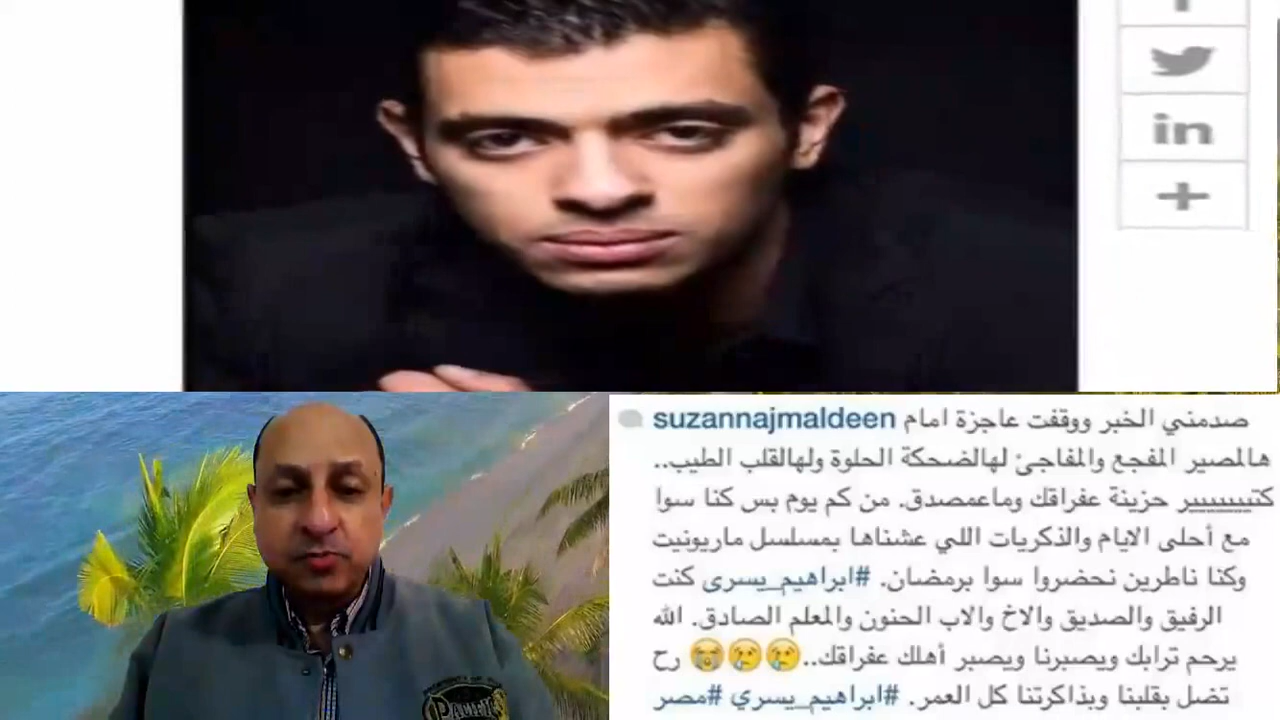 in
suzannajmaldeen صدمني الخبر ووقفت عاجزة امام
هالمصير المفجع والمفاجئ لهالضحكة الحلوة ولهالقلب الطيب..
كتيييييير حزينة عفراقك وماعمصدق. من كم يوم بس كنا سوا
مع أحلى الايام والذكريات اللي عشناها بمسلسل ماريونيت
وكنا ناطرين نحضروا سوا برمضان. #ابراهيم_يسرى كنت
الرفيق والصديق والاخ والاب الحنون والمعلم الصادق. الله
يرحم ترابك ويصبرنا ويصبر أهلك عفراقك..😢😢😭 رح
تضل بقلبنا وبذاكرتنا كل العمر. #ابراهيم_يسري #مصر